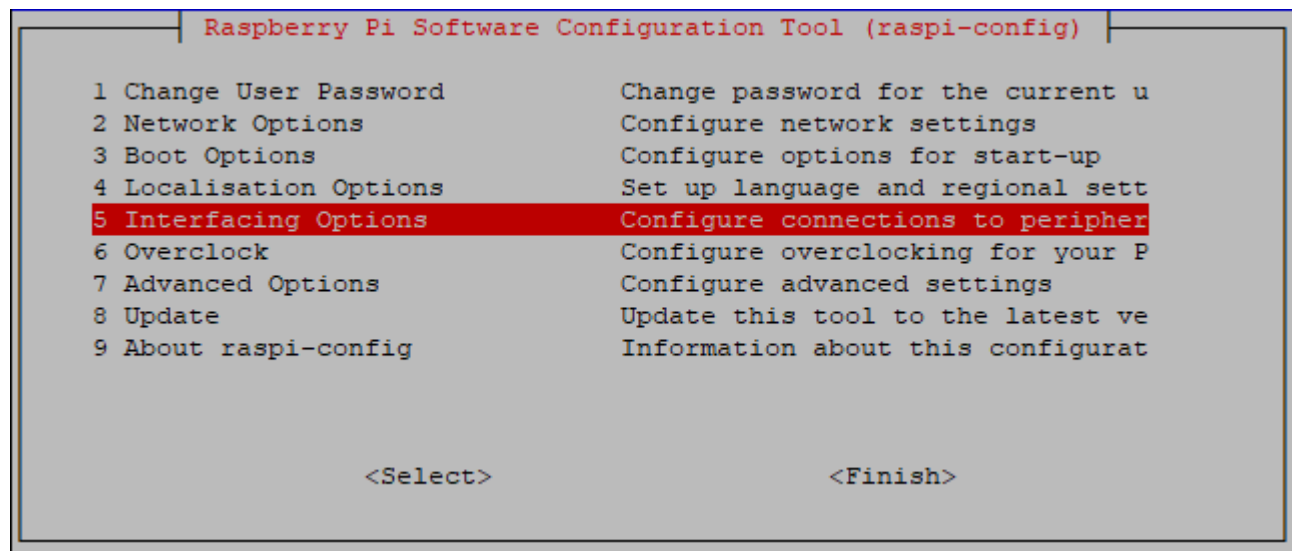 Raspberry Pi Software Configuration Tool (raspi-config)
1 Change User Password Change password for the current u
2 Network Options Configure network settings
3 Boot Options Configure options for start-up
4 Localisation Options Set up language and regional sett
5 Interfacing Options Configure connections to peripher
6 Overclock Configure overclocking for your P
7 Advanced Options Configure advanced settings
8 Update Update this tool to the latest ve
9 About raspi-config Information about this configurat
<Select> <Finish>